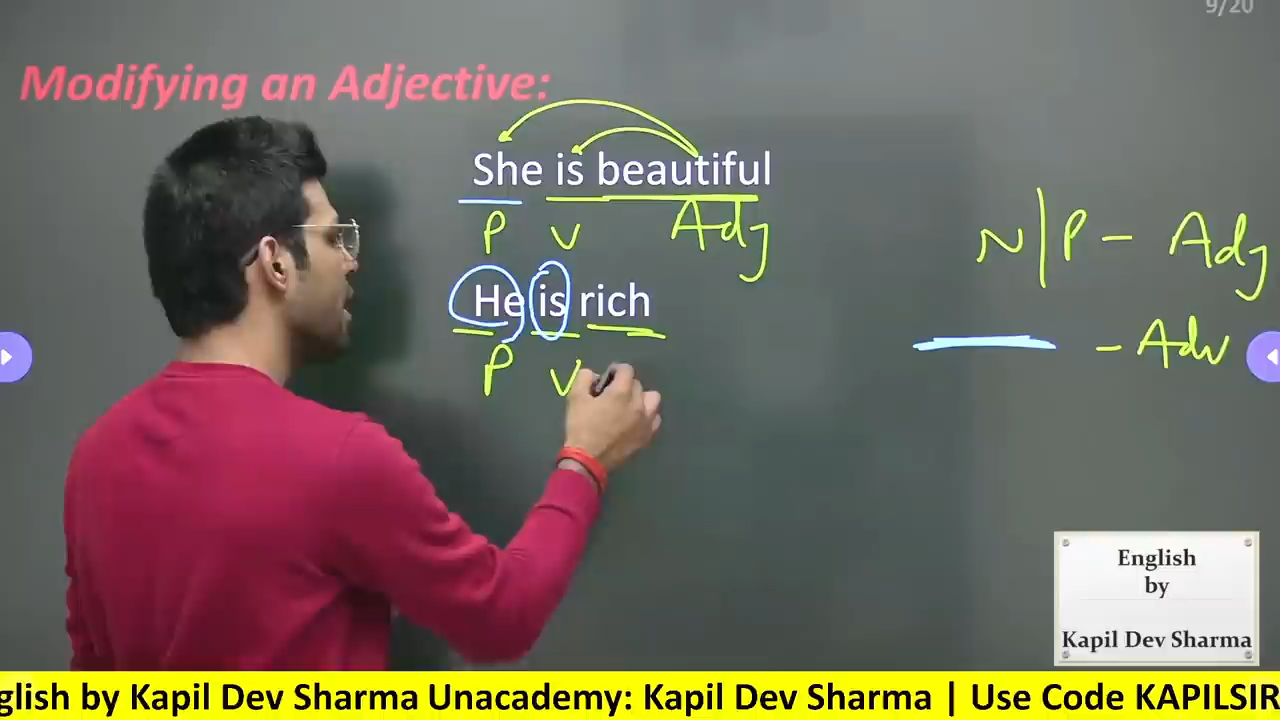 9/20
Modifying an Adjective:
She is beautiful
P V Adj
N|P - Adj
He is rich
- Adv
P V
English
by
Kapil Dev Sharma
glish by Kapil Dev Sharma Unacademy: Kapil Dev Sharma | Use Code KAPILSIR